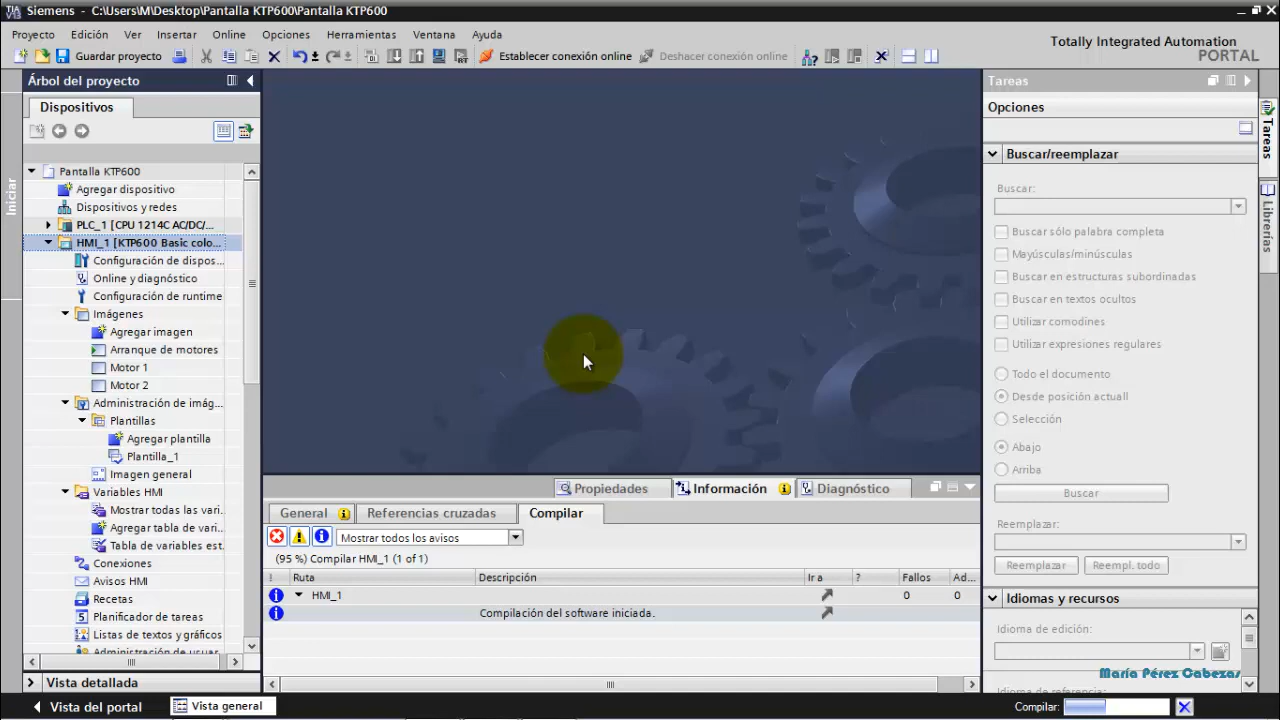 Siemens - C:\Users\M\Desktop\Pantalla KTP600\Pantalla KTP600
Proyecto Edición Ver Insertar Online Opciones Herramientas Ventana Ayuda
Totally Integrated Automation
PORTAL
Guardar proyecto Establecer conexión online Deshacer conexión online
Árbol del proyecto
Dispositivos
Iniciar
Pantalla KTP600
Agregar dispositivo
Dispositivos y redes
PLC_1 [CPU 1214C AC/DC/...
HMI_1 [KTP600 Basic colo...
Configuración de dispos...
Online y diagnóstico
Configuración de runtime
Imágenes
Agregar imagen
Arranque de motores
Motor 1
Motor 2
Administración de imág...
Plantillas
Agregar plantilla
Plantilla_1
Imagen general
Variables HMI
Mostrar todas las vari...
Agregar tabla de vari...
Tabla de variables est...
Conexiones
Avisos HMI
Recetas
Planificador de tareas
Listas de textos y gráficos
Administración de usuar...
Vista detallada
Propiedades Información Diagnóstico
General Referencias cruzadas Compilar
Mostrar todos los avisos
(95 %) Compilar HMI_1 (1 of 1)
! Ruta Descripción Ir a ? Fallos Ad...
HMI_1 0 0
Compilación del software iniciada.
Tareas
Opciones
Buscar/reemplazar
Buscar:
Buscar sólo palabra completa
Mayúsculas/minúsculas
Buscar en estructuras subordinadas
Buscar en textos ocultos
Utilizar comodines
Utilizar expresiones regulares
Todo el documento
Desde posición actuall
Selección
Abajo
Arriba
Buscar
Reemplazar:
Reemplazar Reempl. todo
Idiomas y recursos
Idioma de edición:
María Pérez Cabezas
Idioma de referencia:
Tareas
Librerías
Vista del portal Vista general Compilar: